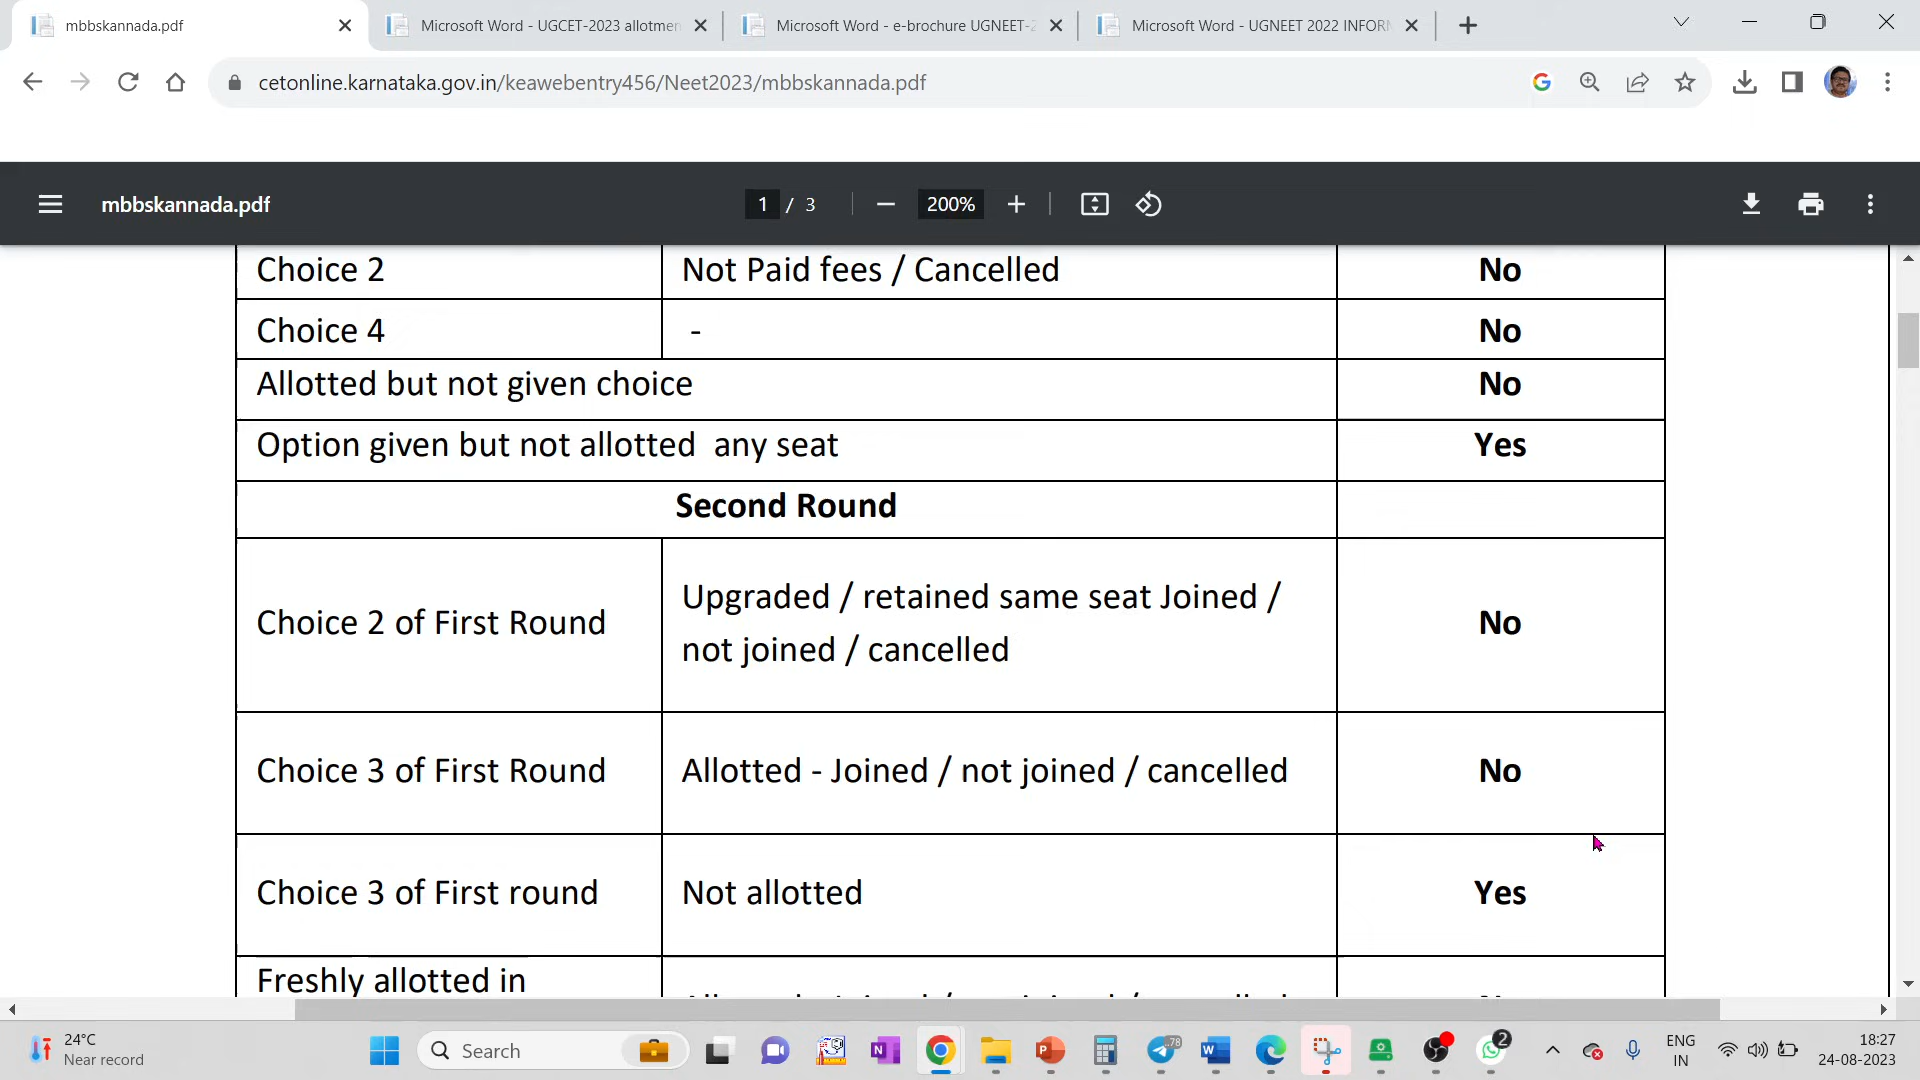 mbbskannada.pdf
Microsoft Word - UGCET-2023 allotmen
Microsoft Word - e-brochure UGNEET-2
Microsoft Word - UGNEET 2022 INFOR
cetonline.karnataka.gov.in/keawebentry456/Neet2023/mbbskannada.pdf
mbbskannada.pdf
1 / 3
200%
Choice 2 Not Paid fees / Cancelled No
Choice 4 - No
Allotted but not given choice No
Option given but not allotted any seat Yes
Second Round
Choice 2 of First Round Upgraded / retained same seat Joined / No
not joined / cancelled
Choice 3 of First Round Allotted - Joined / not joined / cancelled No
Choice 3 of First round Not allotted Yes
Freshly allotted in
24°C
Near record
Search
78
2
ENG
IN
18:27
24-08-2023